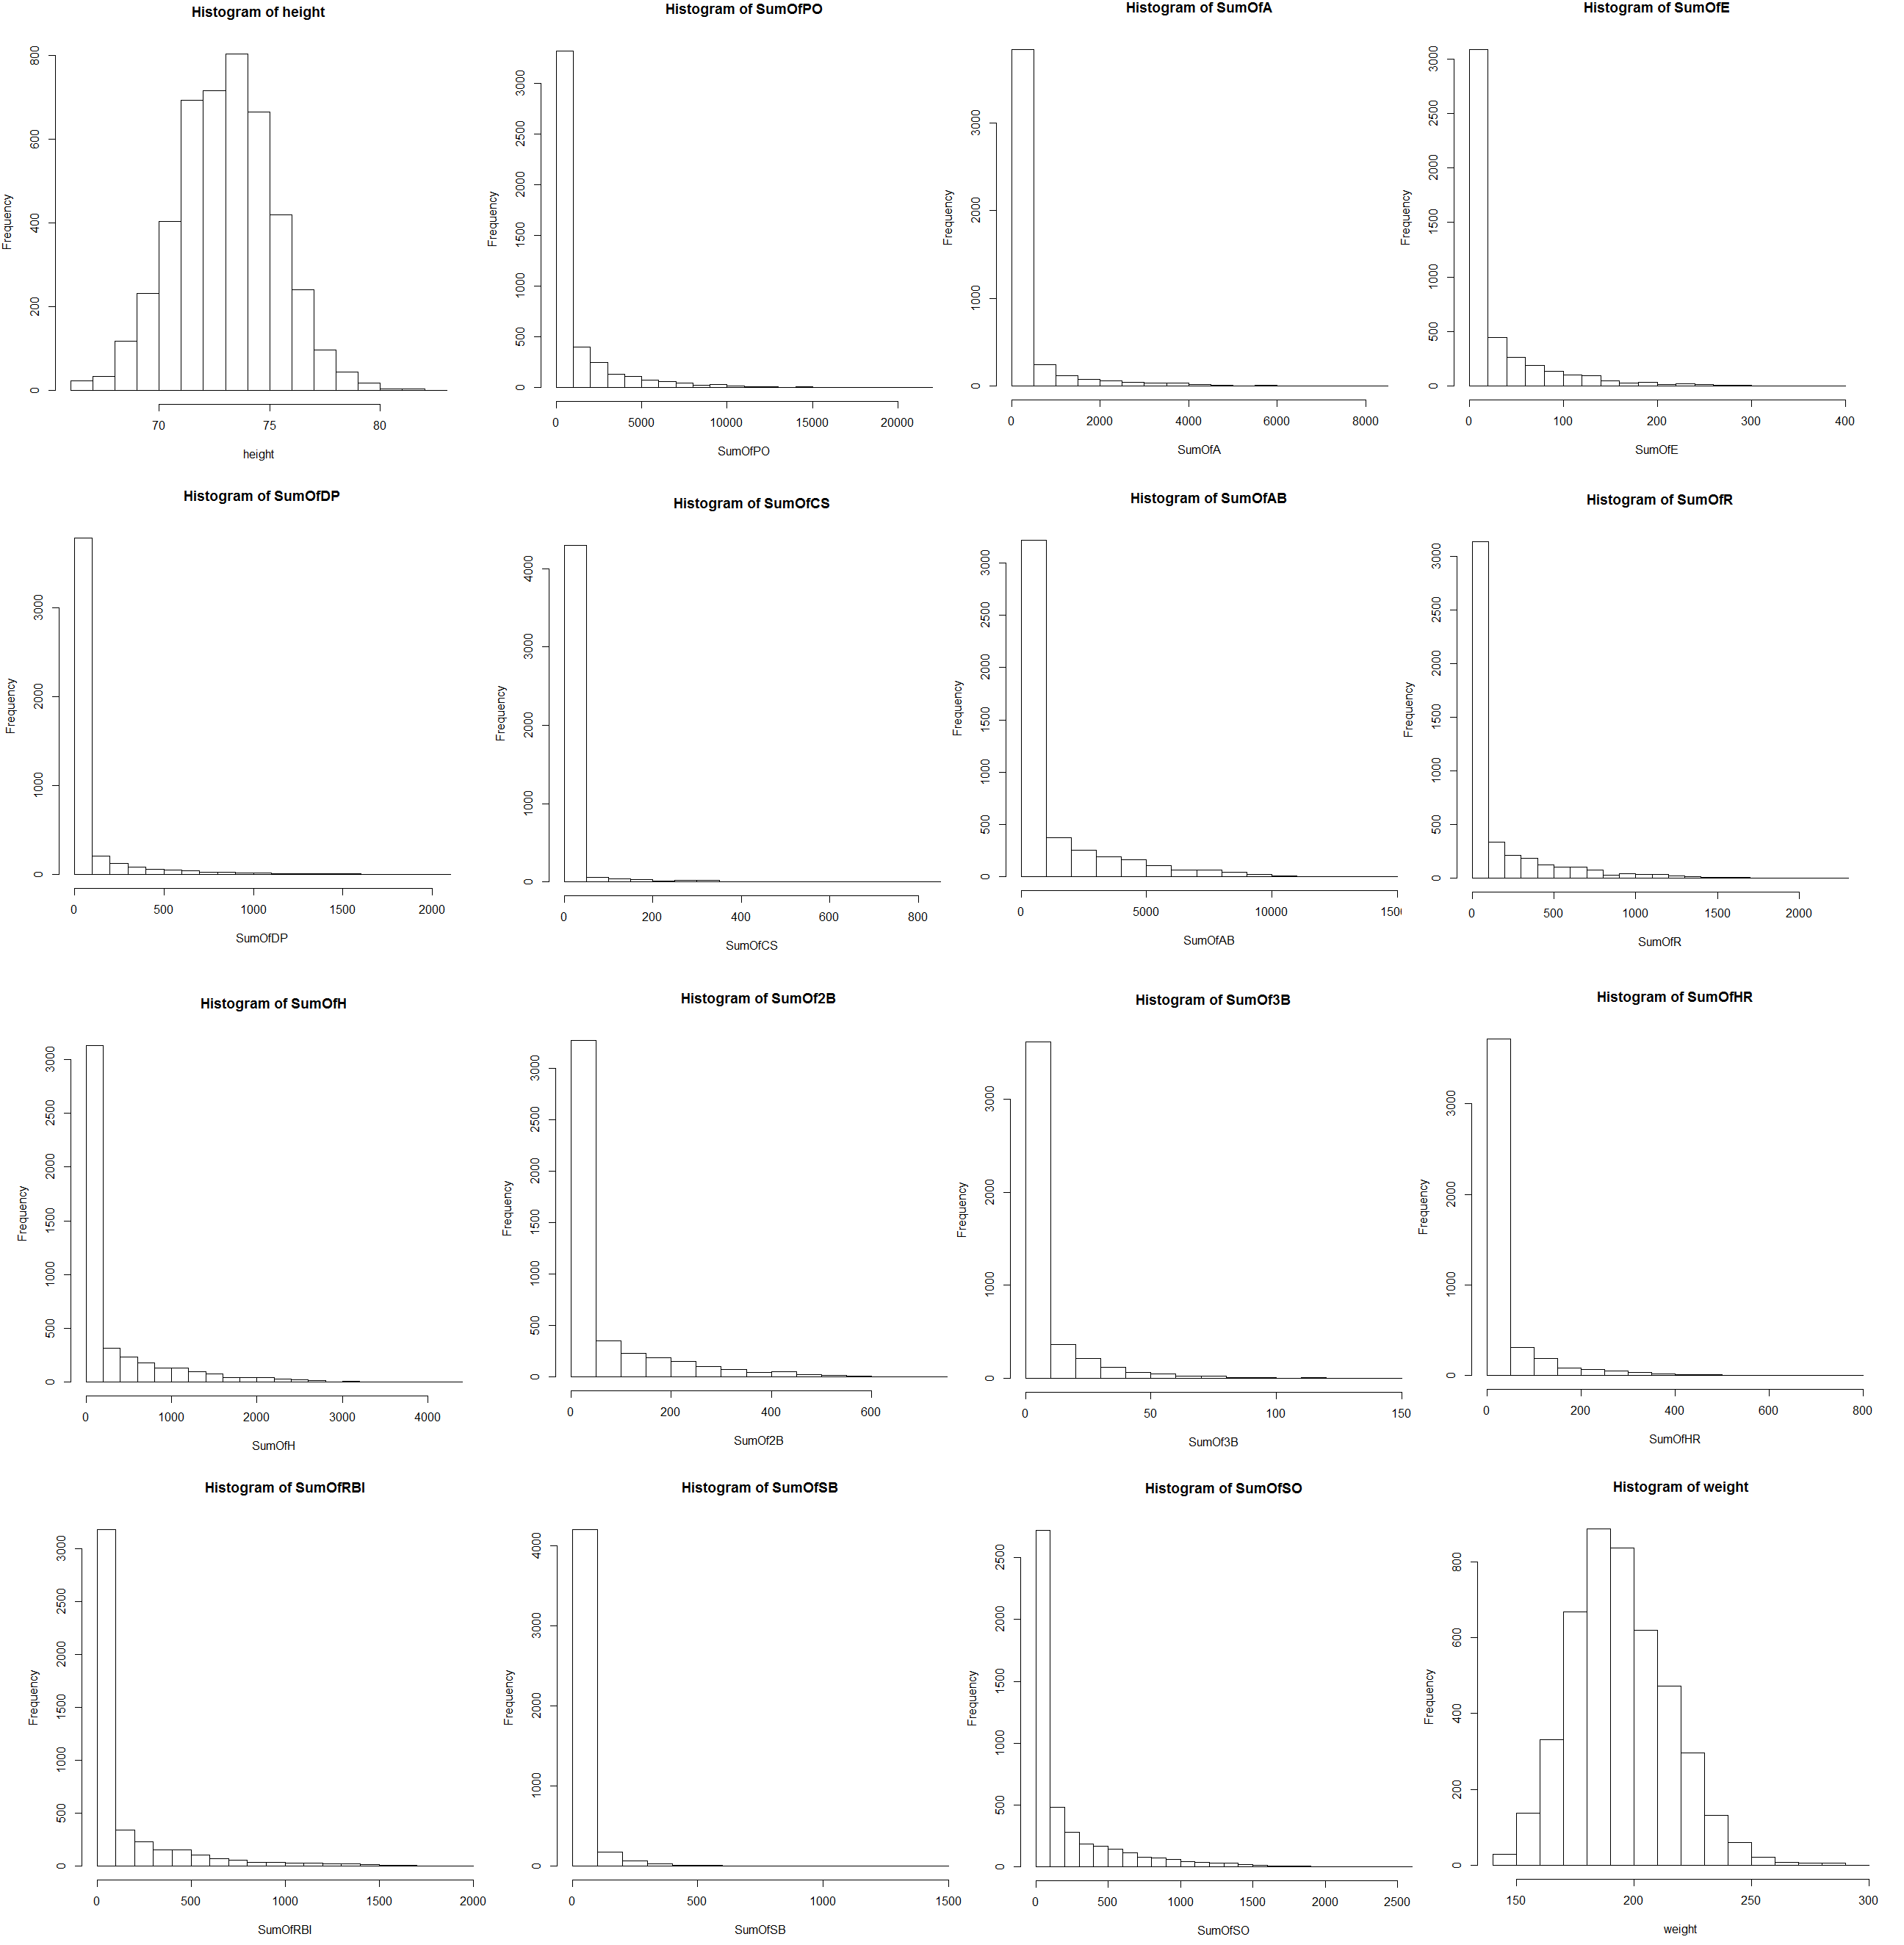 Histogram of height
Frequency
0 200 400 600 800
70 75 80
height
Histogram of SumOfPO
Frequency
0 500 1000 1500 2000 2500 3000
0 5000 10000 15000 20000
SumOfPO
Histogram of SumOfA
Frequency
0 1000 2000 3000
0 2000 4000 6000 8000
SumOfA
Histogram of SumOfE
Frequency
0 500 1000 1500 2000 2500 3000
0 100 200 300 400
SumOfE
Histogram of SumOfDP
Frequency
0 1000 2000 3000
0 500 1000 1500 2000
SumOfDP
Histogram of SumOfCS
Frequency
0 1000 2000 3000 4000
0 200 400 600 800
SumOfCS
Histogram of SumOfAB
Frequency
0 500 1000 1500 2000 2500 3000
0 5000 10000 150
SumOfAB
Histogram of SumOfR
Frequency
0 500 1000 1500 2000 2500 3000
0 500 1000 1500 2000
SumOfR
Histogram of SumOfH
Frequency
0 500 1000 1500 2000 2500 3000
0 1000 2000 3000 4000
SumOfH
Histogram of SumOf2B
Frequency
0 500 1000 1500 2000 2500 3000
0 200 400 600
SumOf2B
Histogram of SumOf3B
Frequency
0 1000 2000 3000
0 50 100 150
SumOf3B
Histogram of SumOfHR
Frequency
0 1000 2000 3000
0 200 400 600 800
SumOfHR
Histogram of SumOfRBI
Frequency
0 500 1000 1500 2000 2500 3000
0 500 1000 1500 2000
SumOfRBI
Histogram of SumOfSB
Frequency
0 1000 2000 3000 4000
0 500 1000 1500
SumOfSB
Histogram of SumOfSO
Frequency
0 500 1000 1500 2000 2500
0 500 1000 1500 2000 2500
SumOfSO
Histogram of weight
Frequency
0 200 400 600 800
150 200 250 300
weight